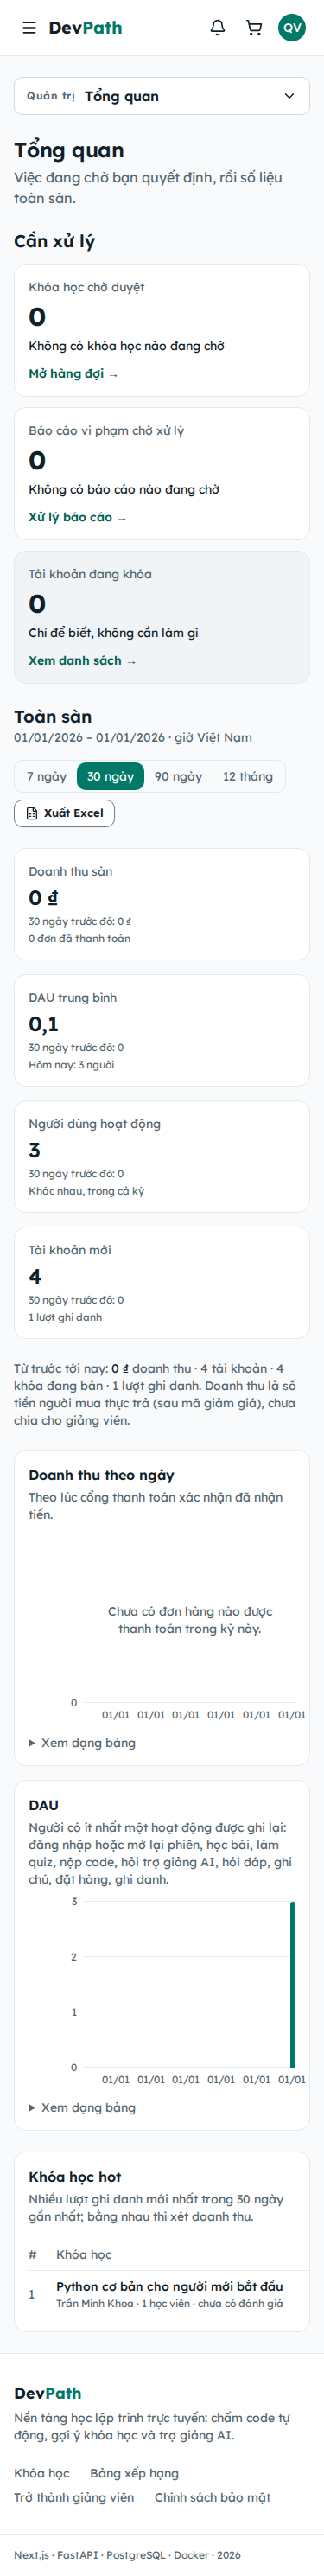 DevPath
QV
Quản trị Tổng quan
Tổng quan
Việc đang chờ bạn quyết định, rồi số liệu
toàn sàn.
Cần xử lý
Khóa học chờ duyệt
0
Không có khóa học nào đang chờ
Mở hàng đợi →
Báo cáo vi phạm chờ xử lý
0
Không có báo cáo nào đang chờ
Xử lý báo cáo →
Tài khoản đang khóa
0
Chỉ để biết, không cần làm gì
Xem danh sách →
Toàn sàn
01/01/2026 – 01/01/2026 · giờ Việt Nam
7 ngày 30 ngày 90 ngày 12 tháng
Xuất Excel
Doanh thu sàn
0 ₫
30 ngày trước đó: 0 ₫
0 đơn đã thanh toán
DAU trung bình
0,1
30 ngày trước đó: 0
Hôm nay: 3 người
Người dùng hoạt động
3
30 ngày trước đó: 0
Khác nhau, trong cả kỳ
Tài khoản mới
4
30 ngày trước đó: 0
1 lượt ghi danh
Từ trước tới nay: 0 ₫ doanh thu · 4 tài khoản · 4
khóa đang bán · 1 lượt ghi danh. Doanh thu là số
tiền người mua thực trả (sau mã giảm giá), chưa
chia cho giảng viên.
Doanh thu theo ngày
Theo lúc cổng thanh toán xác nhận đã nhận
tiền.
Chưa có đơn hàng nào được
thanh toán trong kỳ này.
0
01/01 01/01 01/01 01/01 01/01 01/01
▶ Xem dạng bảng
DAU
Người có ít nhất một hoạt động được ghi lại:
đăng nhập hoặc mở lại phiên, học bài, làm
quiz, nộp code, hỏi trợ giảng AI, hỏi đáp, ghi
chú, đặt hàng, ghi danh.
3
2
1
0
01/01 01/01 01/01 01/01 01/01 01/01
▶ Xem dạng bảng
Khóa học hot
Nhiều lượt ghi danh mới nhất trong 30 ngày
gần nhất; bằng nhau thì xét doanh thu.
# Khóa học
1 Python cơ bản cho người mới bắt đầu
Trần Minh Khoa · 1 học viên · chưa có đánh giá
DevPath
Nền tảng học lập trình trực tuyến: chấm code tự
động, gợi ý khóa học và trợ giảng AI.
Khóa học Bảng xếp hạng
Trở thành giảng viên Chính sách bảo mật
Next.js · FastAPI · PostgreSQL · Docker · 2026